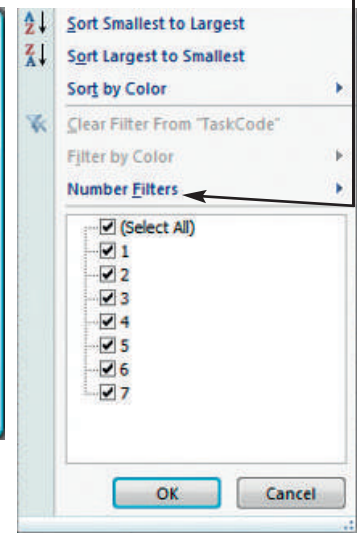 Sort Smallest to Largest
Sort Largest to Smallest
Sort by Color
Clear Filter From "TaskCode"
Filter by Color
Number Filters
(Select All)
1
2
3
4
5
6
7
OK
Cancel